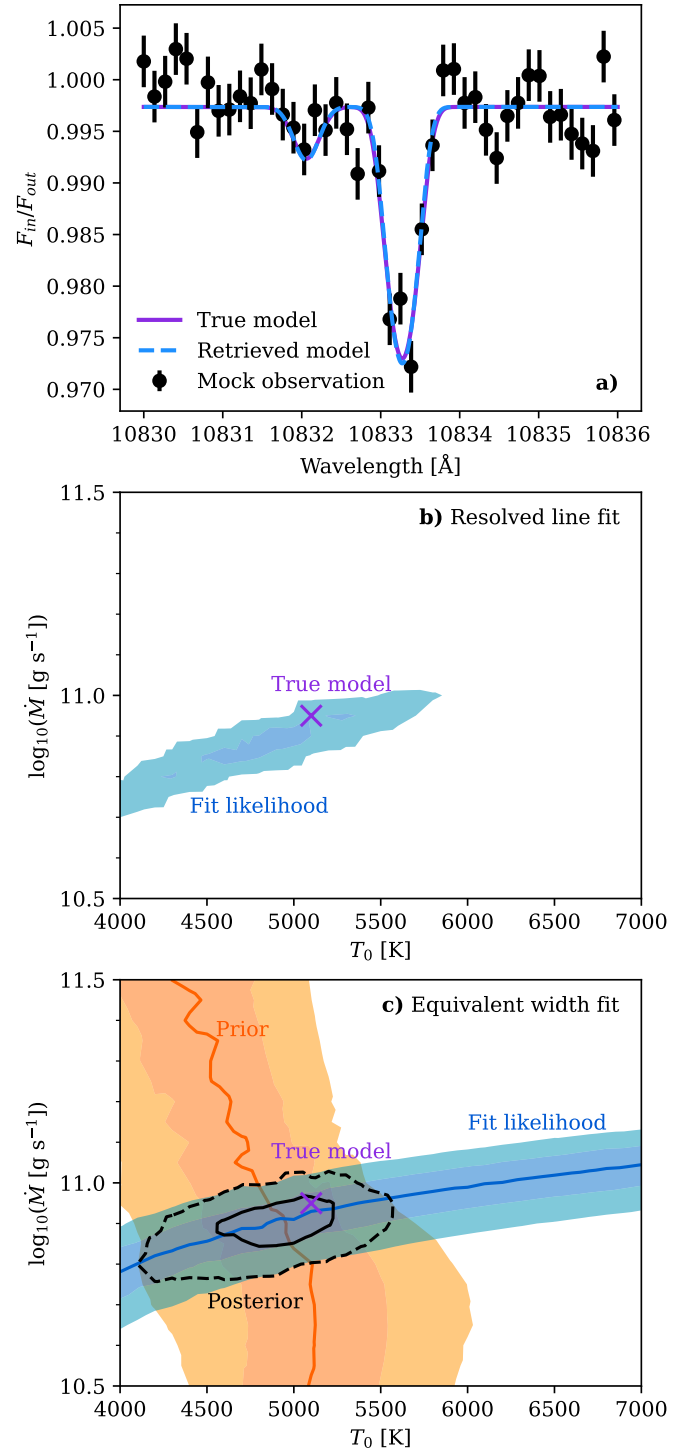 1.005
1.000
0.995
0.990
0.985
0.980
0.975
0.970
F_in/F_out
True model
Retrieved model
Mock observation
a)
10830 10831 10832 10833 10834 10835 10836
Wavelength [Å]
11.5
11.0
10.5
log₁₀(Ṁ [g s⁻¹])
b) Resolved line fit
True model
Fit likelihood
4000 4500 5000 5500 6000 6500 7000
T₀ [K]
11.5
11.0
10.5
log₁₀(Ṁ [g s⁻¹])
c) Equivalent width fit
Prior
Fit likelihood
True model
Posterior
4000 4500 5000 5500 6000 6500 7000
T₀ [K]